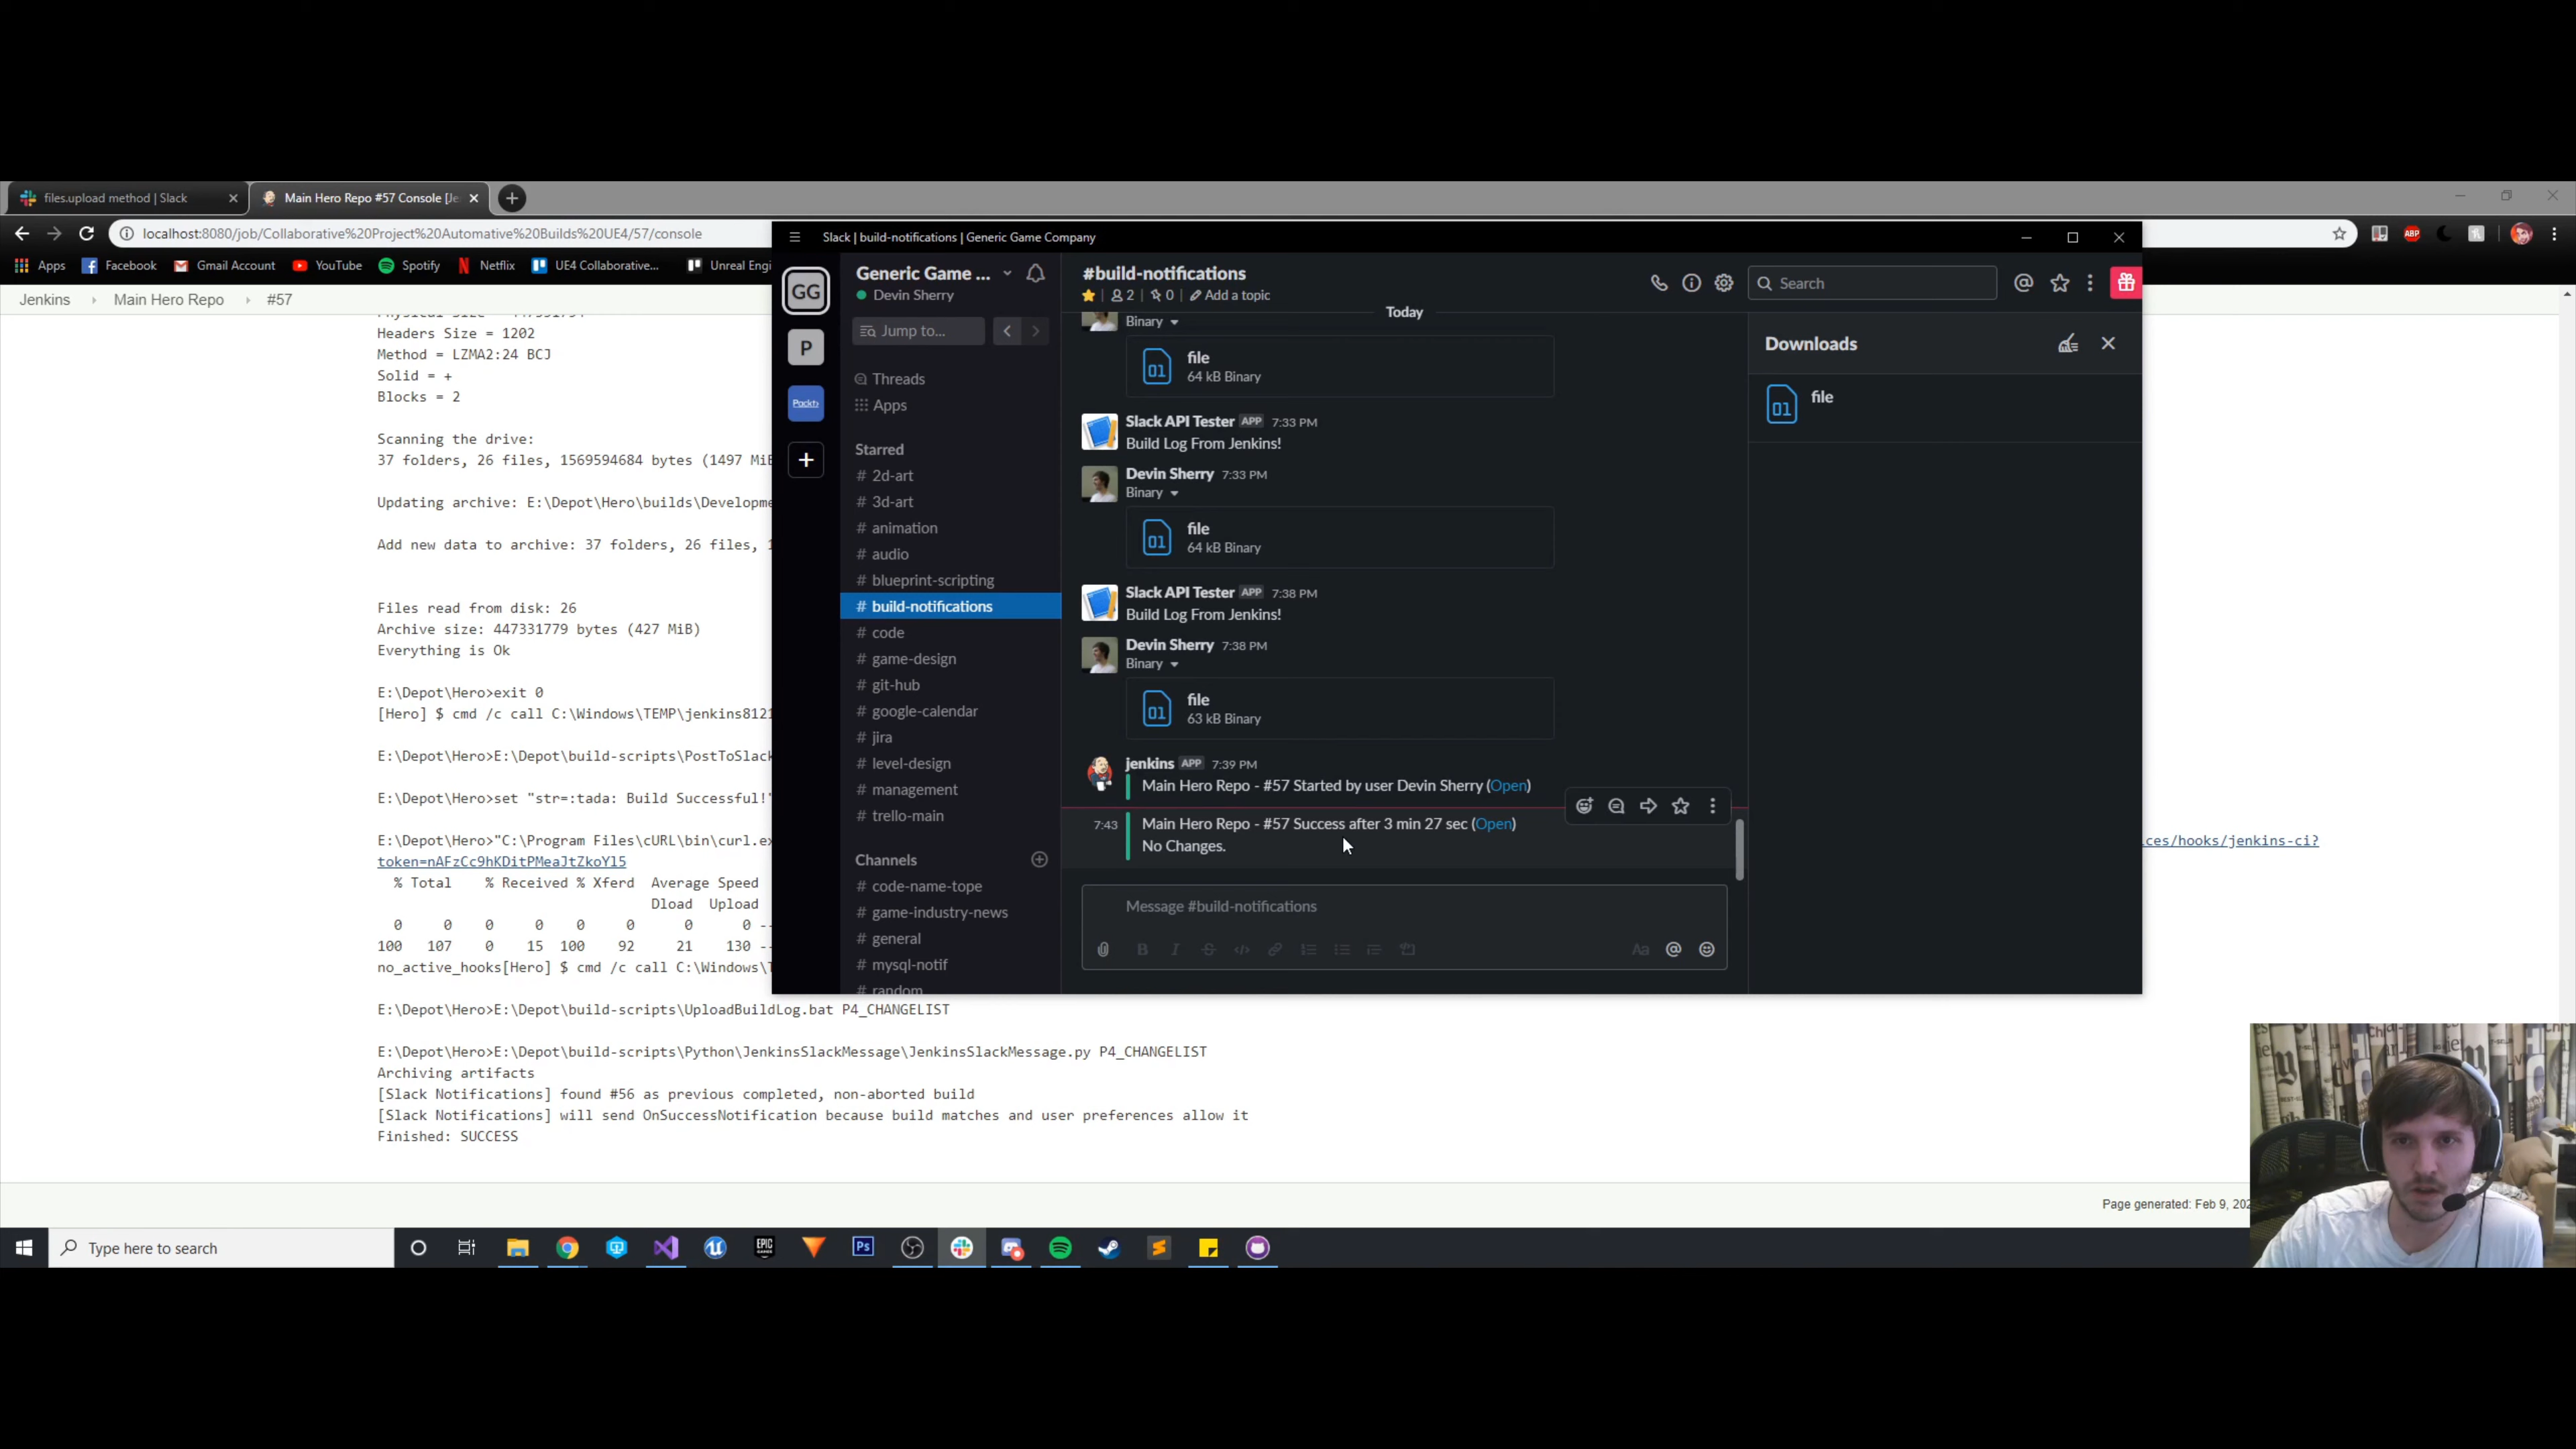 files.upload method | Slack
Main Hero Repo #57 Console [Je
localhost:8080/job/Collaborative%20Project%20Automative%20Builds%20UE4/57/console
Apps
Facebook
Gmail Account
YouTube
Spotify
Netflix
UE4 Collaborative...
Unreal Engi
ABP
Jenkins
Main Hero Repo
#57
Headers Size = 1202
Method = LZMA2:24 BCJ
Solid = +
Blocks = 2
Scanning the drive:
37 folders, 26 files, 1569594684 bytes (1497 MiB
Updating archive: E:\Depot\Hero\builds\Developme
Add new data to archive: 37 folders, 26 files, 1
Files read from disk: 26
Archive size: 447331779 bytes (427 MiB)
Everything is Ok
E:\Depot\Hero>exit 0
[Hero] $ cmd /c call C:\Windows\TEMP\jenkins8121
E:\Depot\Hero>E:\Depot\build-scripts\PostToSlack
E:\Depot\Hero>set "str=:tada: Build Successful!"
E:\Depot\Hero>"C:\Program Files\cURL\bin\curl.ex
ces/hooks/jenkins-ci?
token=nAFzCc9hKDitPMeaJtZkoYl5
% Total % Received % Xferd Average Speed
Dload Upload
0 0 0 0 0 0 0 0 --
100 107 0 15 100 92 21 130 --
no_active_hooks[Hero] $ cmd /c call C:\Windows\T
E:\Depot\Hero>E:\Depot\build-scripts\UploadBuildLog.bat P4_CHANGELIST
E:\Depot\Hero>E:\Depot\build-scripts\Python\JenkinsSlackMessage\JenkinsSlackMessage.py P4_CHANGELIST
Archiving artifacts
[Slack Notifications] found #56 as previous completed, non-aborted build
[Slack Notifications] will send OnSuccessNotification because build matches and user preferences allow it
Finished: SUCCESS
Page generated: Feb 9, 202
Slack | build-notifications | Generic Game Company
GG
P
Packt>
Generic Game ...
Devin Sherry
Jump to...
Threads
Apps
Starred
# 2d-art
# 3d-art
# animation
# audio
# blueprint-scripting
# build-notifications
# code
# game-design
# git-hub
# google-calendar
# jira
# level-design
# management
# trello-main
Channels
# code-name-tope
# game-industry-news
# general
# mysql-notif
# random
#build-notifications
2 | 0 | Add a topic
Search
Today
Binary
01
file
64 kB Binary
Slack API Tester APP 7:33 PM
Build Log From Jenkins!
Devin Sherry 7:33 PM
Binary
01
file
64 kB Binary
Slack API Tester APP 7:38 PM
Build Log From Jenkins!
Devin Sherry 7:38 PM
Binary
01
file
63 kB Binary
jenkins APP 7:39 PM
Main Hero Repo - #57 Started by user Devin Sherry (Open)
7:43 Main Hero Repo - #57 Success after 3 min 27 sec (Open)
No Changes.
Message #build-notifications
B I S Aa @
Downloads
01
file
Type here to search
EPIC GAMES
Ps